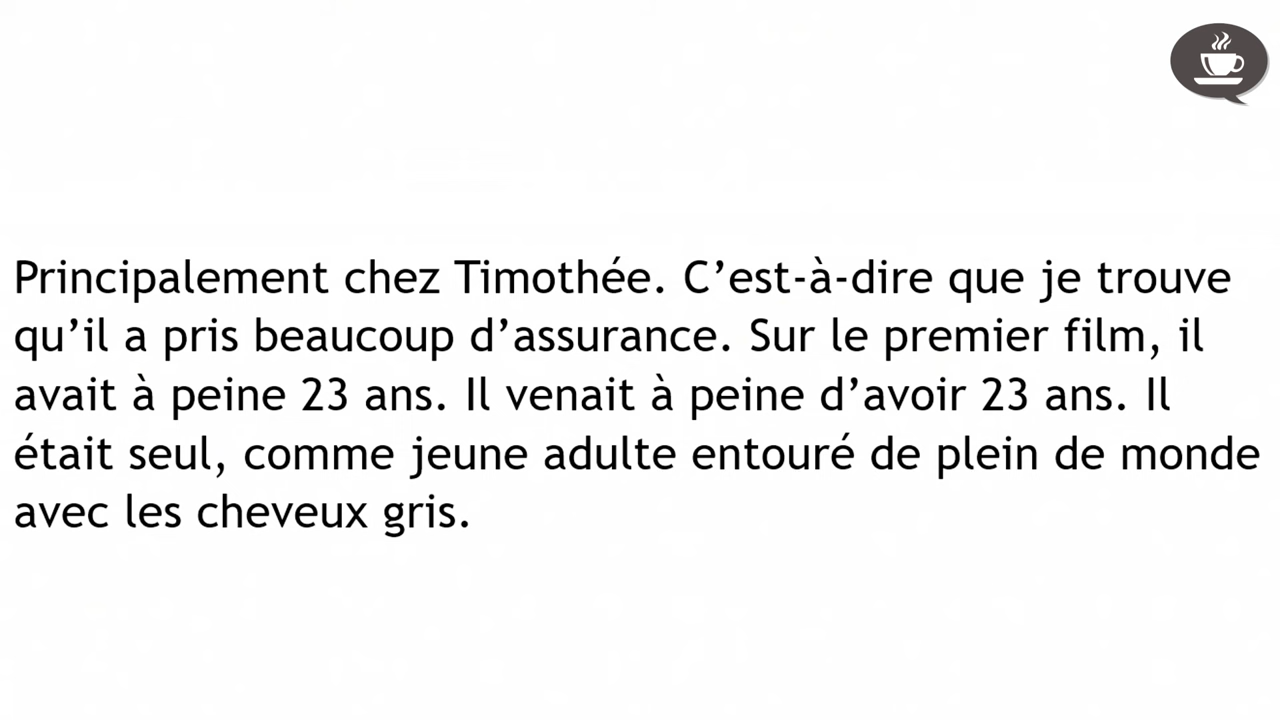 Principalement chez Timothée. C’est-à-dire que je trouve
qu’il a pris beaucoup d’assurance. Sur le premier film, il
avait à peine 23 ans. Il venait à peine d’avoir 23 ans. Il
était seul, comme jeune adulte entouré de plein de monde
avec les cheveux gris.